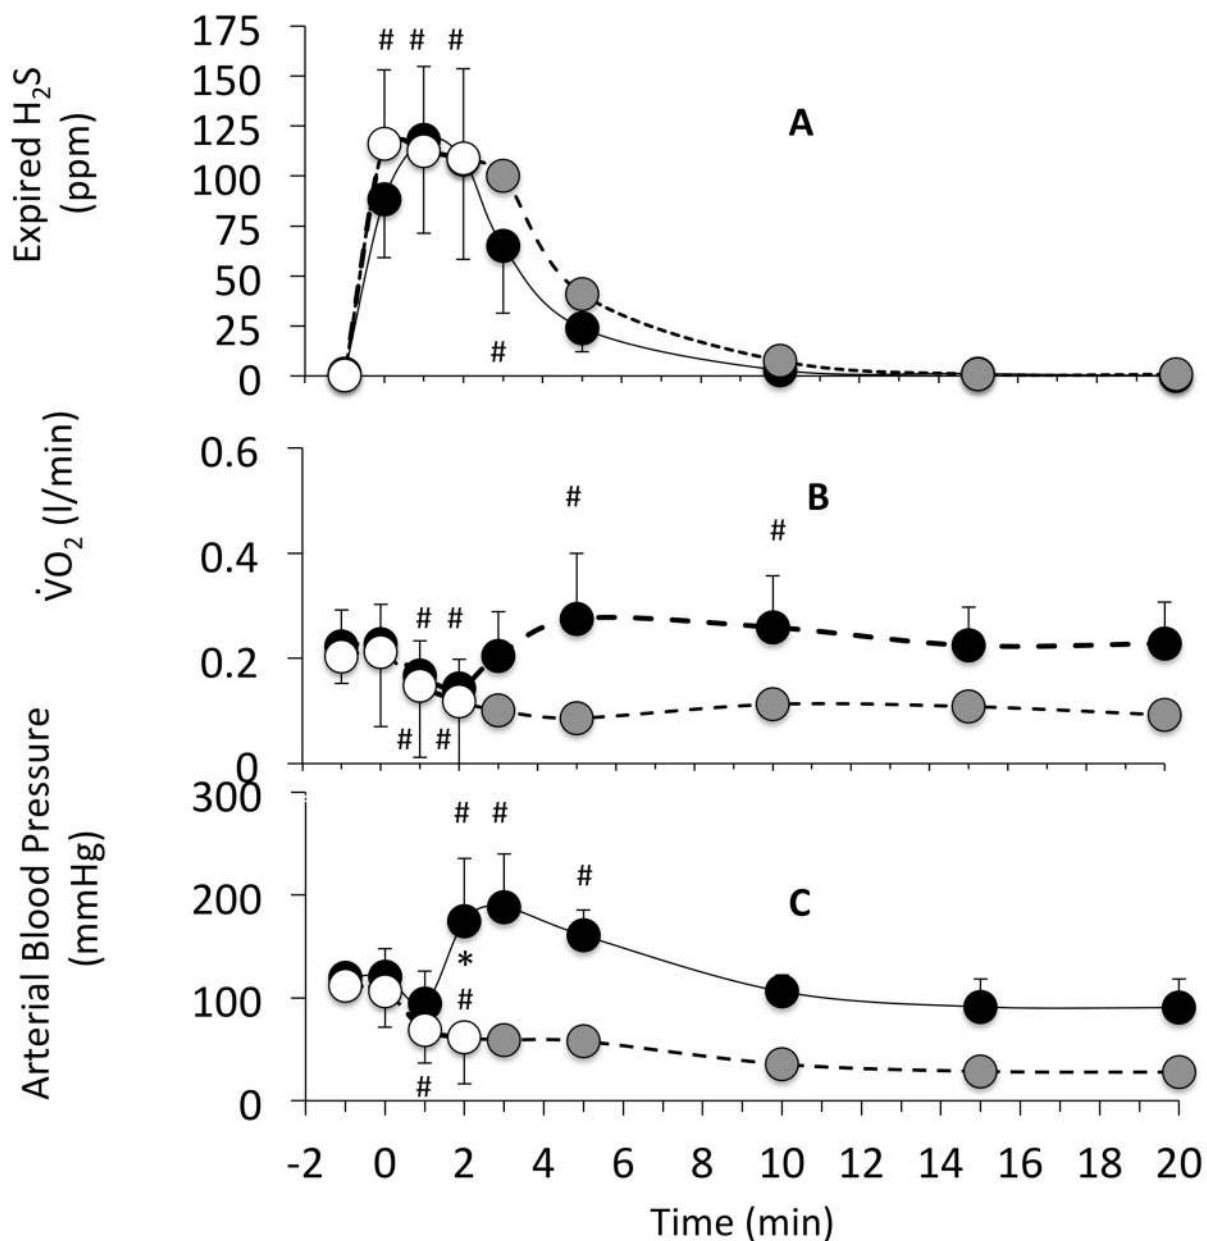 Expired H₂S
(ppm)
175
150
125
100
75
50
25
0
# # #
#
A
V̇O₂ (l/min)
0.6
0.4
0.2
0
# #
# #
#
#
B
Arterial Blood Pressure
(mmHg)
300
200
100
0
# #
#
*
#
#
C
-2 0 2 4 6 8 10 12 14 16 18 20
Time (min)